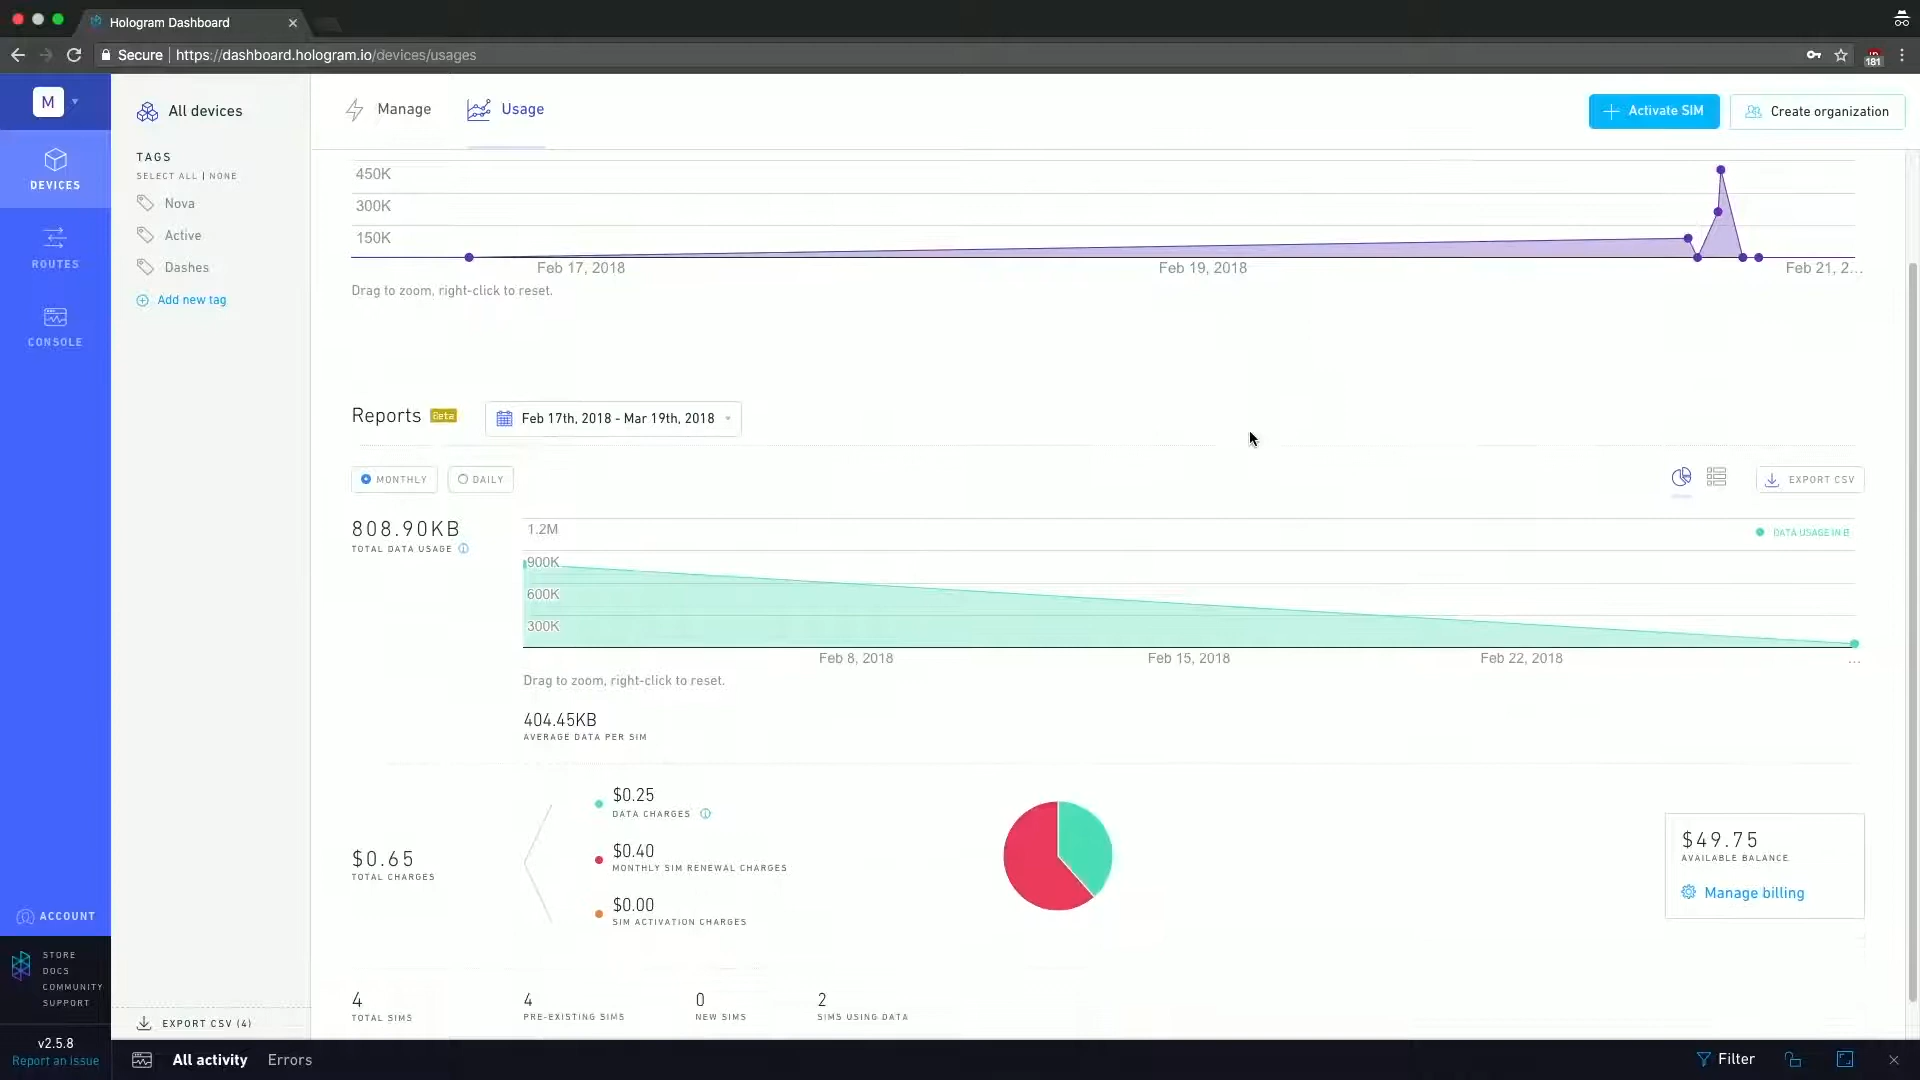 Hologram Dashboard
Secure | https://dashboard.hologram.io/devices/usages
181
M
DEVICES
ROUTES
CONSOLE
ACCOUNT
STORE
DOCS
COMMUNITY
SUPPORT
v2.5.8
Report an issue
All devices
TAGS
SELECT ALL | NONE
Nova
Active
Dashes
Add new tag
EXPORT CSV (4)
Manage
Usage
Activate SIM
Create organization
450K
300K
150K
Feb 17, 2018
Feb 19, 2018
Feb 21, 2...
Drag to zoom, right-click to reset.
Reports Beta
Feb 17th, 2018 - Mar 19th, 2018
MONTHLY
DAILY
EXPORT CSV
808.90KB
TOTAL DATA USAGE
1.2M
900K
600K
300K
DATA USAGE IN B
Feb 8, 2018
Feb 15, 2018
Feb 22, 2018
...
Drag to zoom, right-click to reset.
404.45KB
AVERAGE DATA PER SIM
$0.65
TOTAL CHARGES
$0.25
DATA CHARGES
$0.40
MONTHLY SIM RENEWAL CHARGES
$0.00
SIM ACTIVATION CHARGES
$49.75
AVAILABLE BALANCE
Manage billing
4
TOTAL SIMS
4
PRE-EXISTING SIMS
0
NEW SIMS
2
SIMS USING DATA
All activity
Errors
Filter